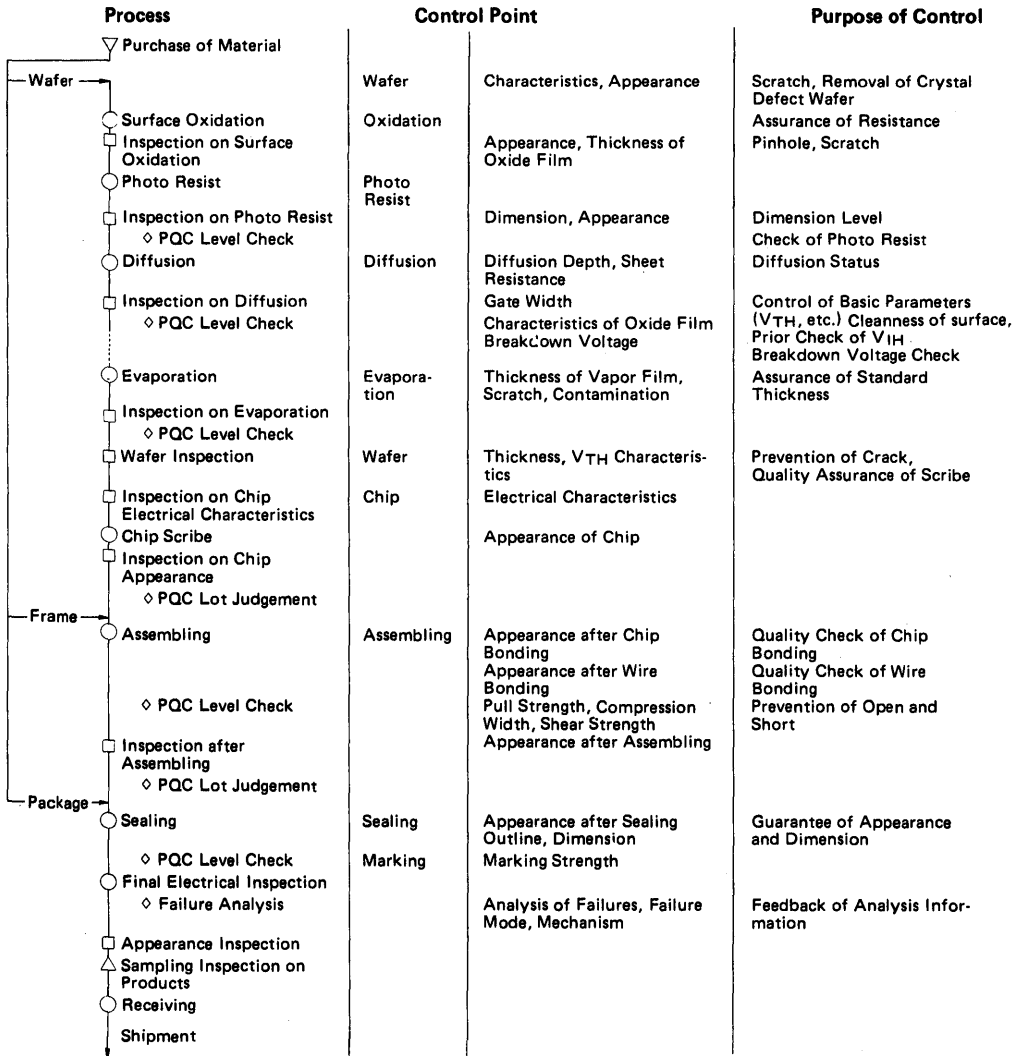 Process Control Point Purpose of Control
Purchase of Material
Wafer Wafer Characteristics, Appearance Scratch, Removal of Crystal
Defect Wafer
Surface Oxidation Oxidation Assurance of Resistance
Inspection on Surface Appearance, Thickness of Pinhole, Scratch
Oxidation Oxide Film
Photo Resist Photo
Resist
Inspection on Photo Resist Dimension, Appearance Dimension Level
◊ PQC Level Check Check of Photo Resist
Diffusion Diffusion Diffusion Depth, Sheet Diffusion Status
Resistance
Inspection on Diffusion Gate Width Control of Basic Parameters
◊ PQC Level Check Characteristics of Oxide Film (VTH, etc.) Cleanness of surface,
Breakdown Voltage Prior Check of VIH
Breakdown Voltage Check
Evaporation Evapora- Thickness of Vapor Film, Assurance of Standard
tion Scratch, Contamination Thickness
Inspection on Evaporation
◊ PQC Level Check
Wafer Inspection Wafer Thickness, VTH Characteris- Prevention of Crack,
tics Quality Assurance of Scribe
Inspection on Chip Chip Electrical Characteristics
Electrical Characteristics
Chip Scribe Appearance of Chip
Inspection on Chip
Appearance
◊ PQC Lot Judgement
Frame
Assembling Assembling Appearance after Chip Quality Check of Chip
Bonding Bonding
Appearance after Wire Quality Check of Wire
Bonding Bonding
◊ PQC Level Check Pull Strength, Compression Prevention of Open and
Width, Shear Strength Short
Inspection after Appearance after Assembling
Assembling
◊ PQC Lot Judgement
Package
Sealing Sealing Appearance after Sealing Guarantee of Appearance
Outline, Dimension and Dimension
◊ PQC Level Check Marking Marking Strength
Final Electrical Inspection
◊ Failure Analysis Analysis of Failures, Failure Feedback of Analysis Infor-
Mode, Mechanism mation
Appearance Inspection
Sampling Inspection on
Products
Receiving
Shipment